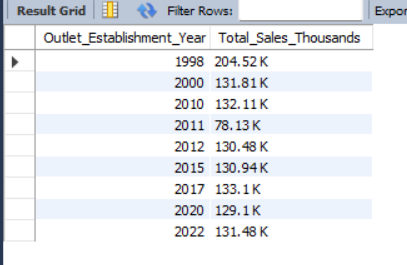 Result Grid Filter Rows: Expor
Outlet_Establishment_Year Total_Sales_Thousands
1998 204.52 K
2000 131.81 K
2010 132.11 K
2011 78.13 K
2012 130.48 K
2015 130.94 K
2017 133.1 K
2020 129.1 K
2022 131.48 K